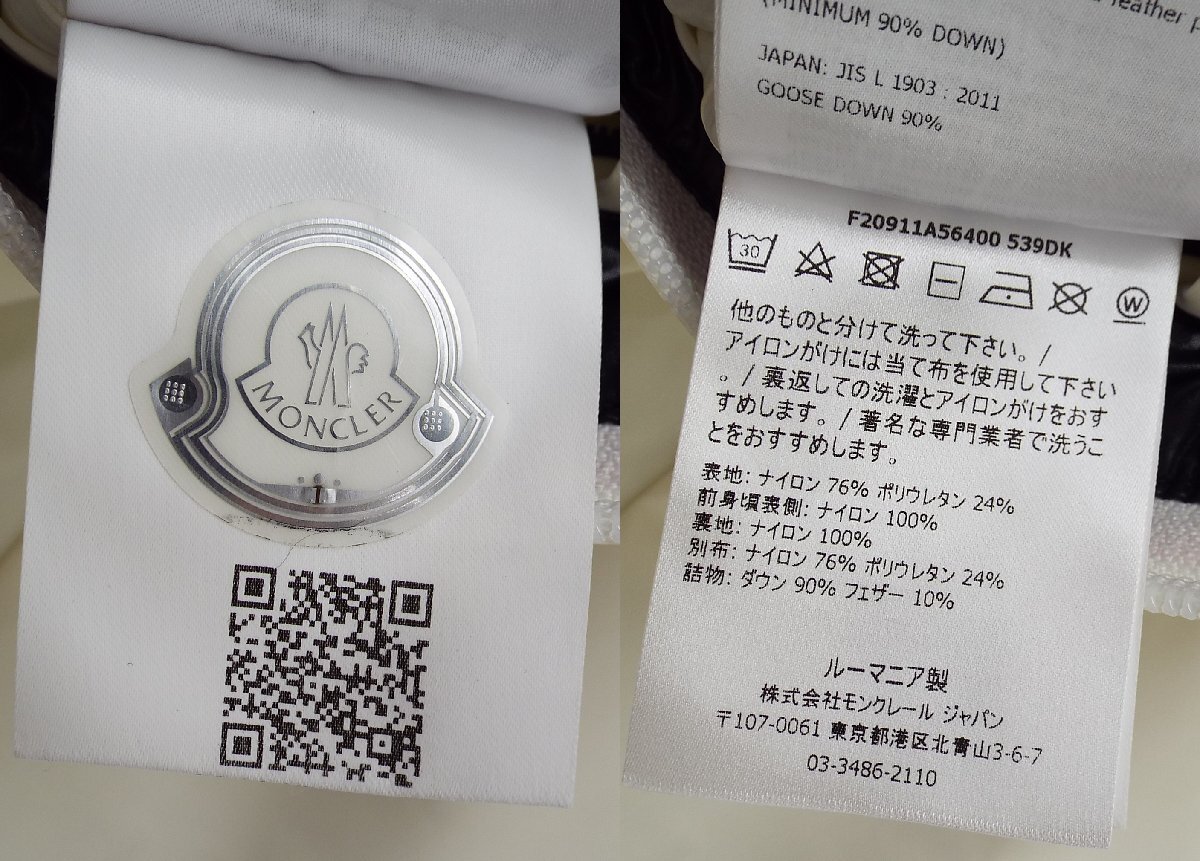 MONCLER
leather
(MINIMUM 90% DOWN)
JAPAN: JIS L 1903 : 2011
GOOSE DOWN 90%
F20911A56400 539DK
30
W
他のものと分けて洗って下さい。/
アイロンがけには当て布を使用して下さい
。/ 裏返しての洗濯とアイロンがけをおす
すめします。/ 著名な専門業者で洗うこ
とをおすすめします。
表地: ナイロン 76% ポリウレタン 24%
前身頃表側: ナイロン 100%
裏地: ナイロン 100%
別布: ナイロン 76% ポリウレタン 24%
詰物: ダウン 90% フェザー 10%
ルーマニア製
株式会社モンクレール ジャパン
〒107-0061 東京都港区北青山3-6-7
03-3486-2110